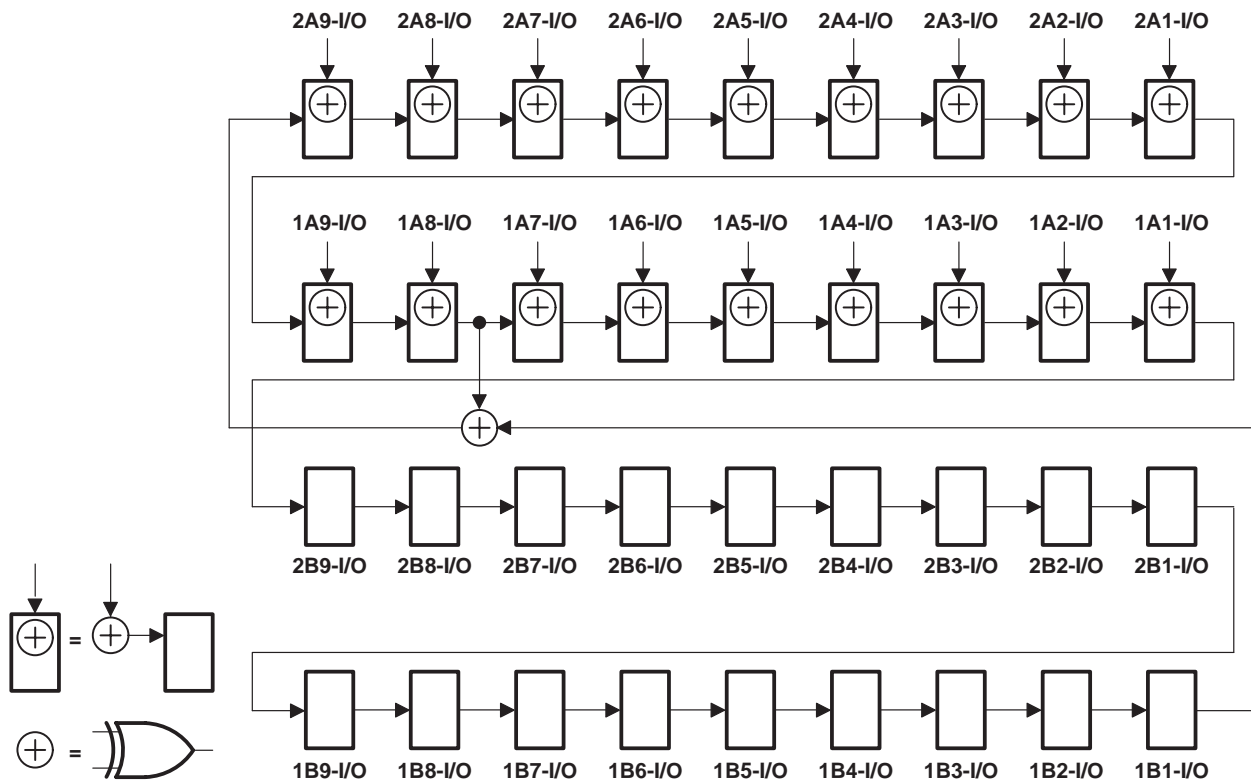 2A9-I/O 2A8-I/O 2A7-I/O 2A6-I/O 2A5-I/O 2A4-I/O 2A3-I/O 2A2-I/O 2A1-I/O
1A9-I/O 1A8-I/O 1A7-I/O 1A6-I/O 1A5-I/O 1A4-I/O 1A3-I/O 1A2-I/O 1A1-I/O
2B9-I/O 2B8-I/O 2B7-I/O 2B6-I/O 2B5-I/O 2B4-I/O 2B3-I/O 2B2-I/O 2B1-I/O
=
=
1B9-I/O 1B8-I/O 1B7-I/O 1B6-I/O 1B5-I/O 1B4-I/O 1B3-I/O 1B2-I/O 1B1-I/O